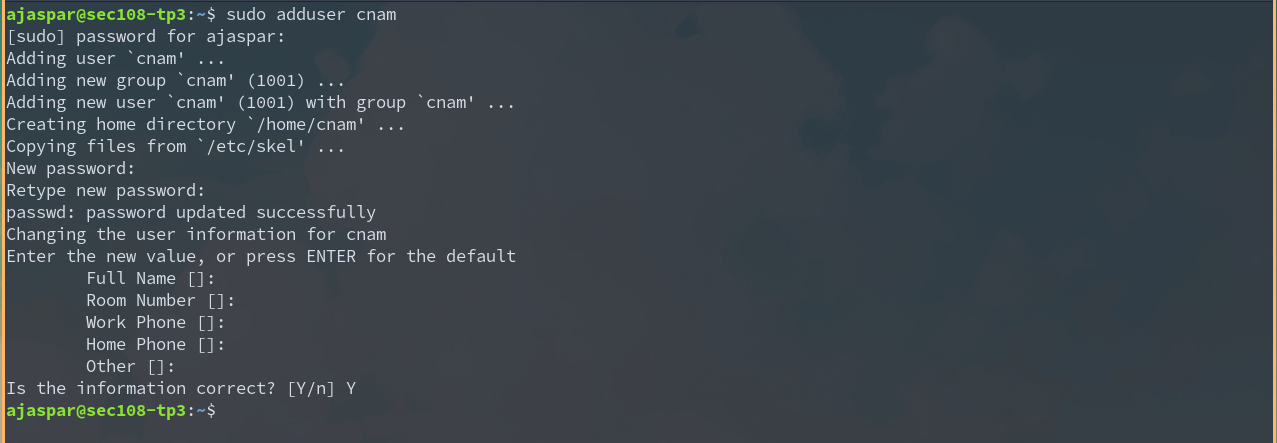 ajaspar@sec108-tp3:~$ sudo adduser cnam
[sudo] password for ajaspar:
Adding user `cnam' ...
Adding new group `cnam' (1001) ...
Adding new user `cnam' (1001) with group `cnam' ...
Creating home directory `/home/cnam' ...
Copying files from `/etc/skel' ...
New password:
Retype new password:
passwd: password updated successfully
Changing the user information for cnam
Enter the new value, or press ENTER for the default
        Full Name []:
        Room Number []:
        Work Phone []:
        Home Phone []:
        Other []:
Is the information correct? [Y/n] Y
ajaspar@sec108-tp3:~$